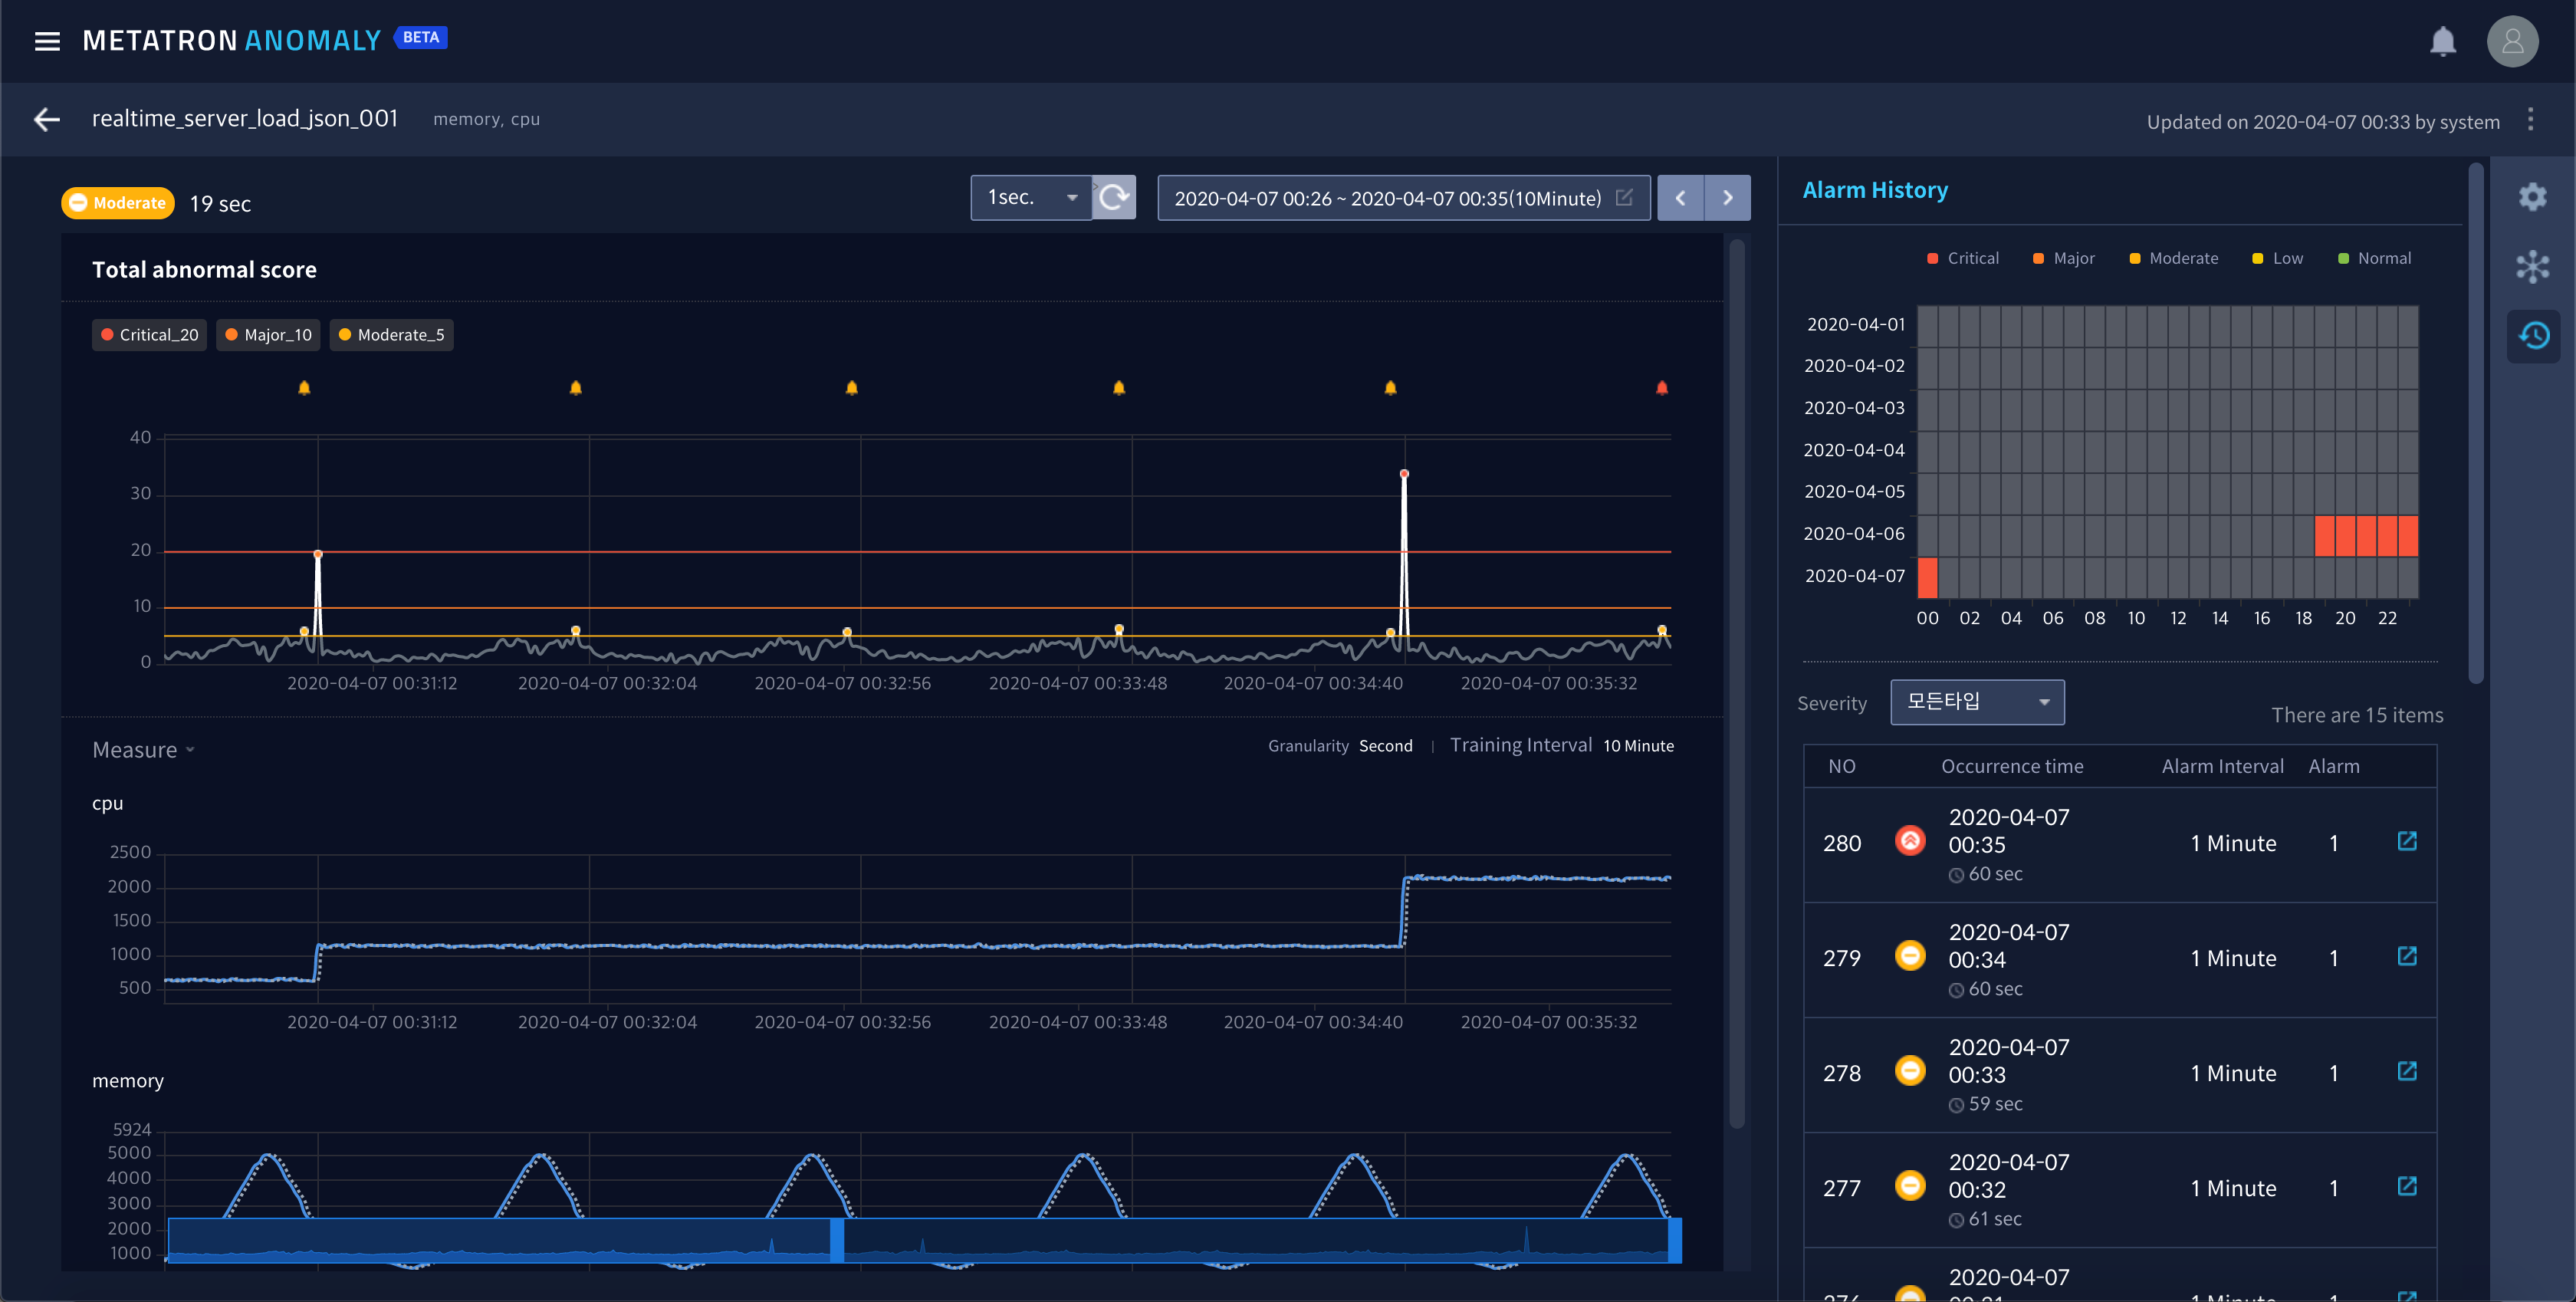 METATRON ANOMALY BETA
realtime_server_load_json_001 memory, cpu Updated on 2020-04-07 00:33 by system
Moderate 19 sec 1sec. 2020-04-07 00:26 ~ 2020-04-07 00:35(10Minute)
Total abnormal score
Critical_20 Major_10 Moderate_5
40
30
20
10
0
2020-04-07 00:31:12 2020-04-07 00:32:04 2020-04-07 00:32:56 2020-04-07 00:33:48 2020-04-07 00:34:40 2020-04-07 00:35:32
Measure Granularity Second | Training Interval 10 Minute
cpu
2500
2000
1500
1000
500
2020-04-07 00:31:12 2020-04-07 00:32:04 2020-04-07 00:32:56 2020-04-07 00:33:48 2020-04-07 00:34:40 2020-04-07 00:35:32
memory
5924
5000
4000
3000
2000
1000
Alarm History
Critical Major Moderate Low Normal
2020-04-01
2020-04-02
2020-04-03
2020-04-04
2020-04-05
2020-04-06
2020-04-07
00 02 04 06 08 10 12 14 16 18 20 22
Severity 모든타입 There are 15 items
NO Occurrence time Alarm Interval Alarm
280 2020-04-07 00:35 1 Minute 1
60 sec
279 2020-04-07 00:34 1 Minute 1
60 sec
278 2020-04-07 00:33 1 Minute 1
59 sec
277 2020-04-07 00:32 1 Minute 1
61 sec
2020-04-07